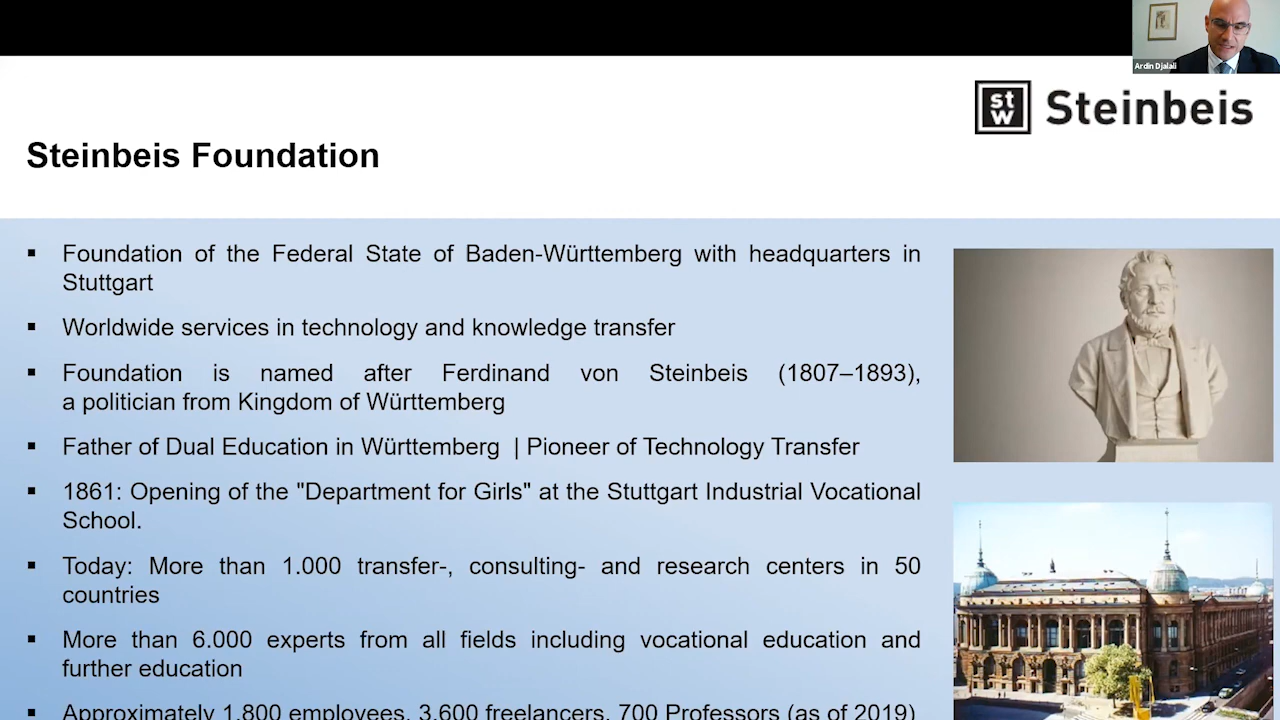 Ardin Djalali
stw Steinbeis
Steinbeis Foundation
▪ Foundation of the Federal State of Baden-Württemberg with headquarters in
Stuttgart
▪ Worldwide services in technology and knowledge transfer
▪ Foundation is named after Ferdinand von Steinbeis (1807–1893),
a politician from Kingdom of Württemberg
▪ Father of Dual Education in Württemberg | Pioneer of Technology Transfer
▪ 1861: Opening of the "Department for Girls" at the Stuttgart Industrial Vocational
School.
▪ Today: More than 1.000 transfer-, consulting- and research centers in 50
countries
▪ More than 6.000 experts from all fields including vocational education and
further education
▪ Approximately 1.800 employees, 3.600 freelancers, 700 Professors (as of 2019)